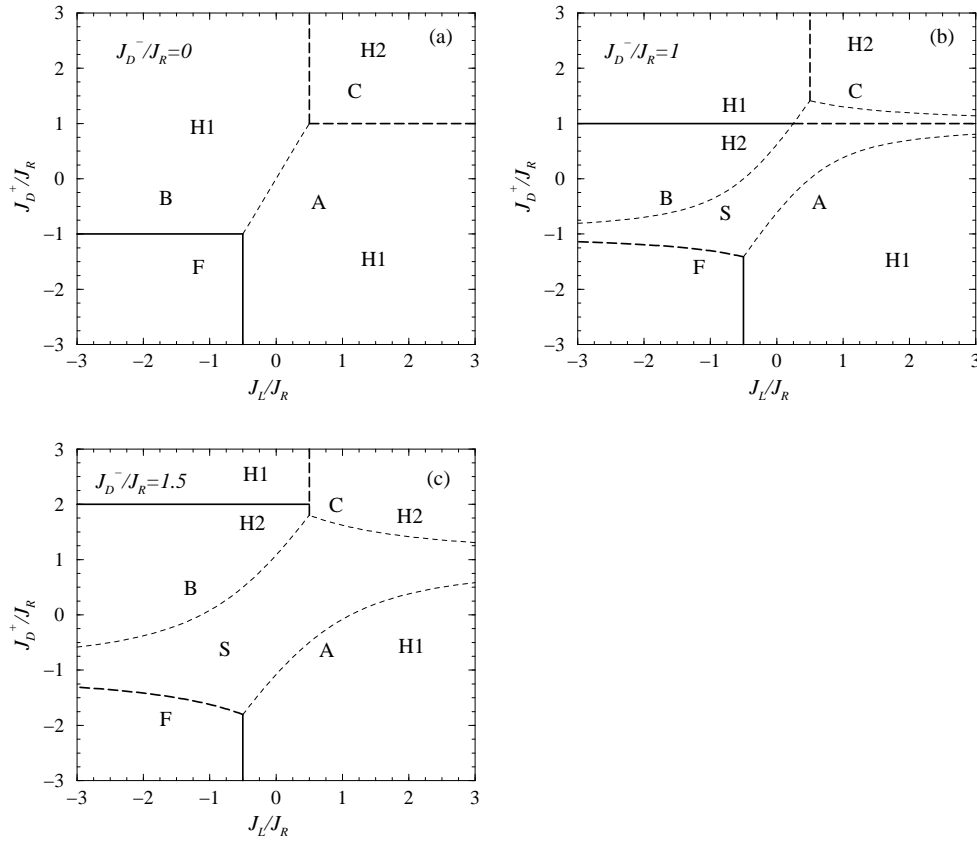 3
(a)
J_D^-/J_R=0
H2
2
C
1
H1
J_D^+/J_R
0
B
A
−1
F
H1
−2
−3
−3 −2 −1 0 1 2 3
J_L/J_R
3
(b)
J_D^-/J_R=1
H2
2
C
H1
1
H2
J_D^+/J_R
0
B
S
A
−1
F
H1
−2
−3
−3 −2 −1 0 1 2 3
J_L/J_R
3
H1
(c)
J_D^-/J_R=1.5
2
C
H2
H2
1
B
J_D^+/J_R
0
S
A
H1
−1
F
−2
−3
−3 −2 −1 0 1 2 3
J_L/J_R